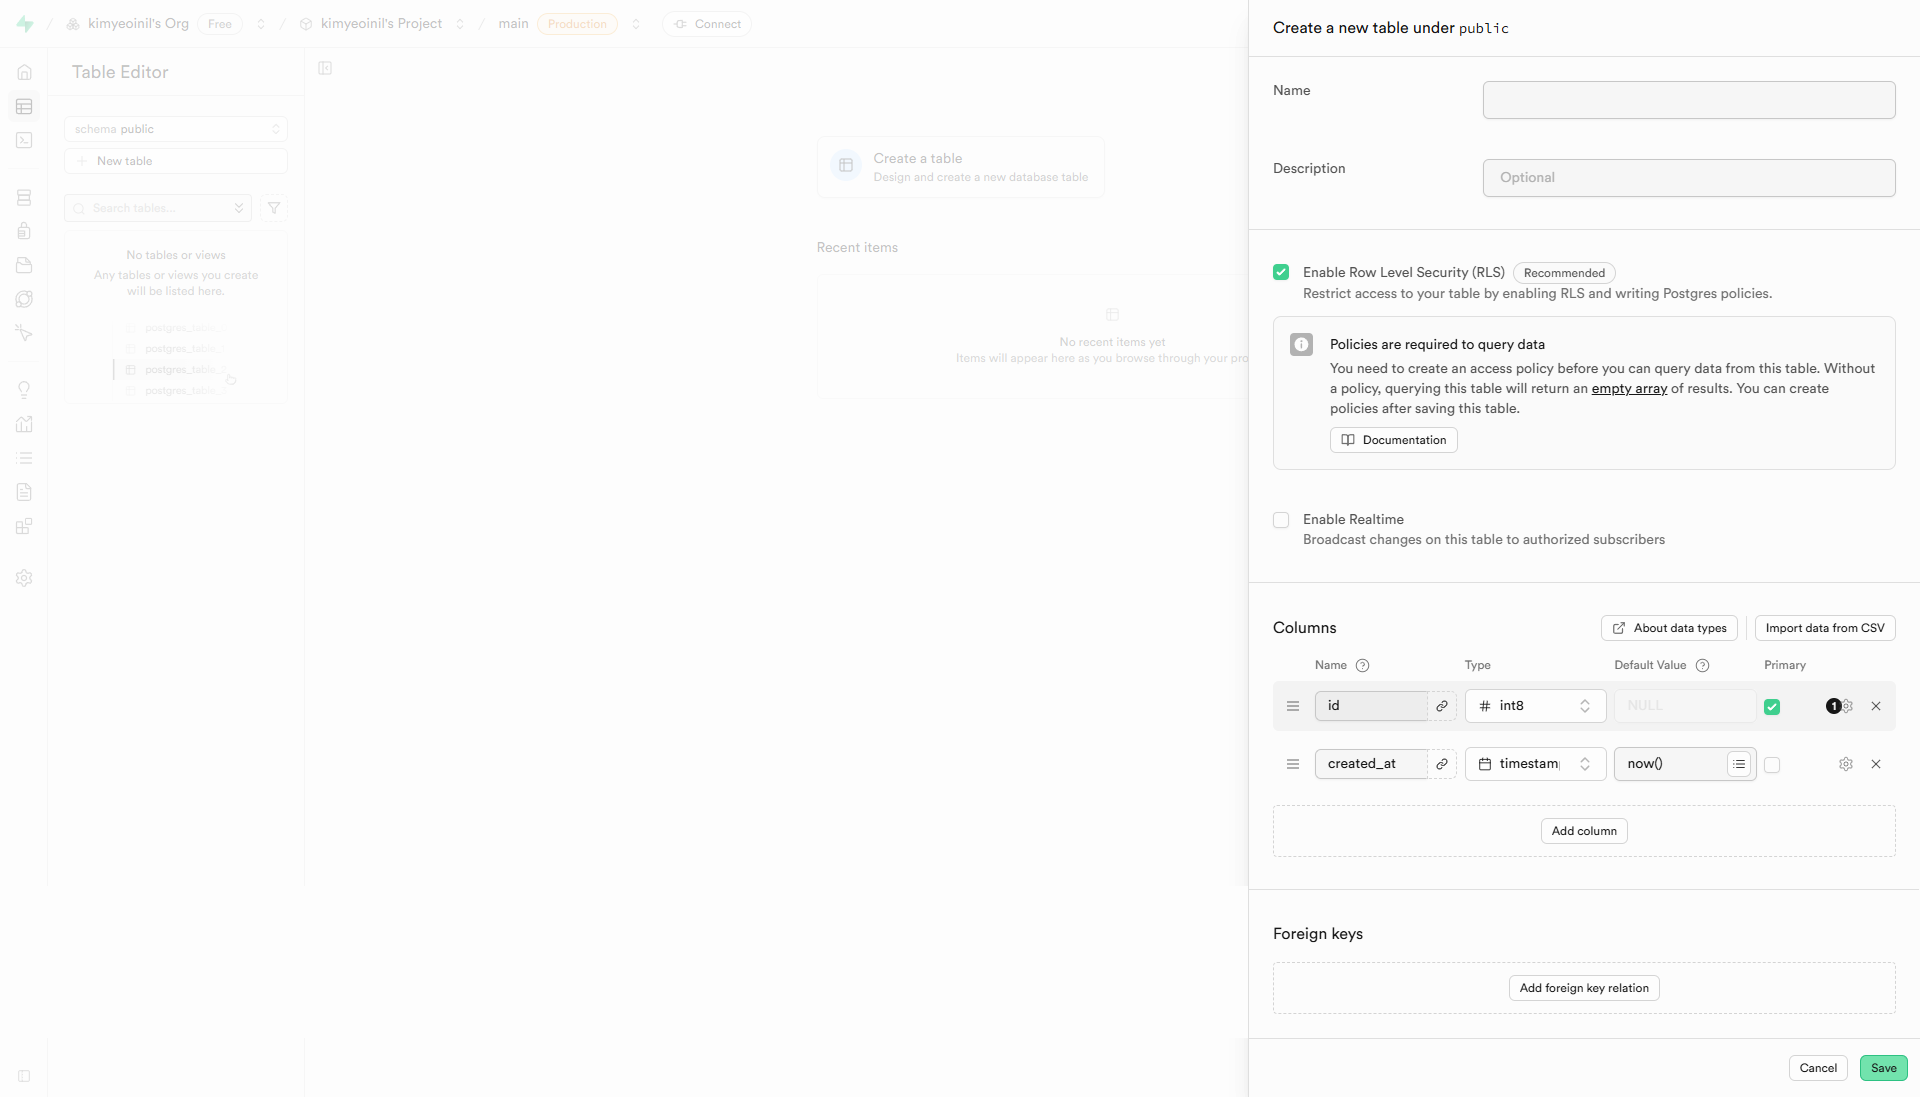 kimyeoinil's Org Free kimyeoinil's Project main Production Connect
Table Editor
schema public
New table
Search tables...
No tables or views
Any tables or views you create
will be listed here.
postgres_table_
postgres_table_
postgres_table_
postgres_table_
Create a table
Design and create a new database table
Recent items
No recent items yet
Items will appear here as you browse through your pro
Create a new table under public
Name
Description
Optional
Enable Row Level Security (RLS) Recommended
Restrict access to your table by enabling RLS and writing Postgres policies.
Policies are required to query data
You need to create an access policy before you can query data from this table. Without
a policy, querying this table will return an empty array of results. You can create
policies after saving this table.
Documentation
Enable Realtime
Broadcast changes on this table to authorized subscribers
Columns About data types Import data from CSV
Name Type Default Value Primary
id int8 NULL 1
created_at timestam now()
Add column
Foreign keys
Add foreign key relation
Cancel Save